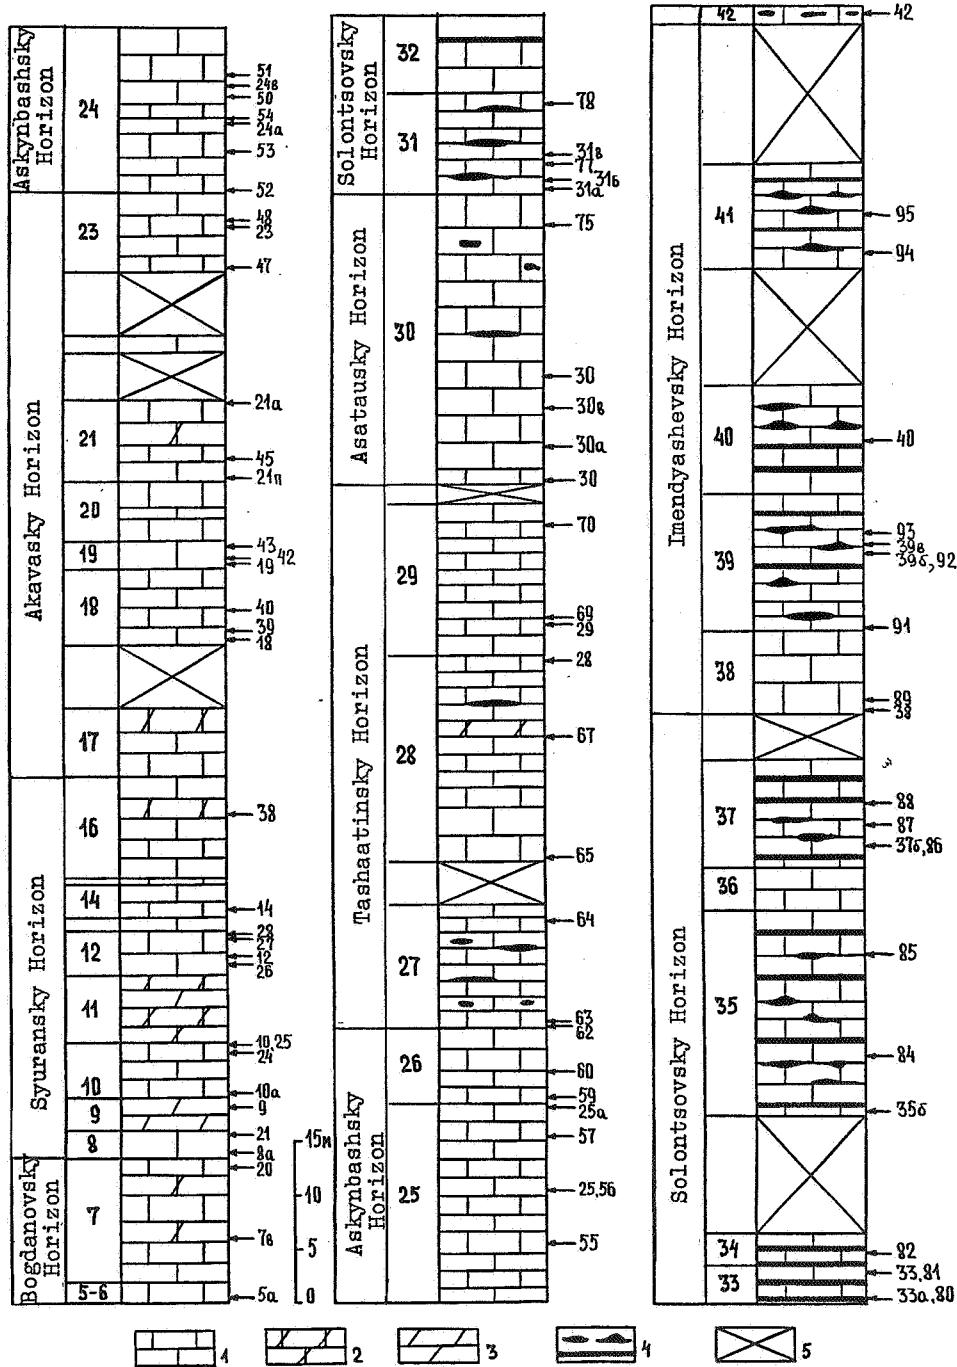 Askynbashsky
Horizon
24
51
24в
50
54
24а
53
52
Akavasky Horizon
23
48
23
47
21а
21
45
21п
20
19
43
42
19
18
40
39
18
17
Syuransky Horizon
16
38
14
14
12
28
27
12
26
11
10,25
24
10
10а
9
9
8
21
8а
Bogdanovsky
Horizon
20
7
7в
5-6
5а
15м
10
5
0
Solontsovsky
Horizon
32
31
78
31в
77
31б
31а
Asatausky Horizon
30
75
30
30в
30а
30
Tashaatinsky Horizon
29
70
69
29
28
28
67
65
27
64
63
62
Askynbashsky
Horizon
26
60
59
25
25а
57
25,56
55
Imendyashevsky Horizon
42
42
41
95
94
40
40
39
93
39в
39б,92
91
38
89
38
Solontsovsky Horizon
37
88
87
37б,86
36
35
85
84
35б
34
82
33
33,81
33а,80
1
2
3
4
5